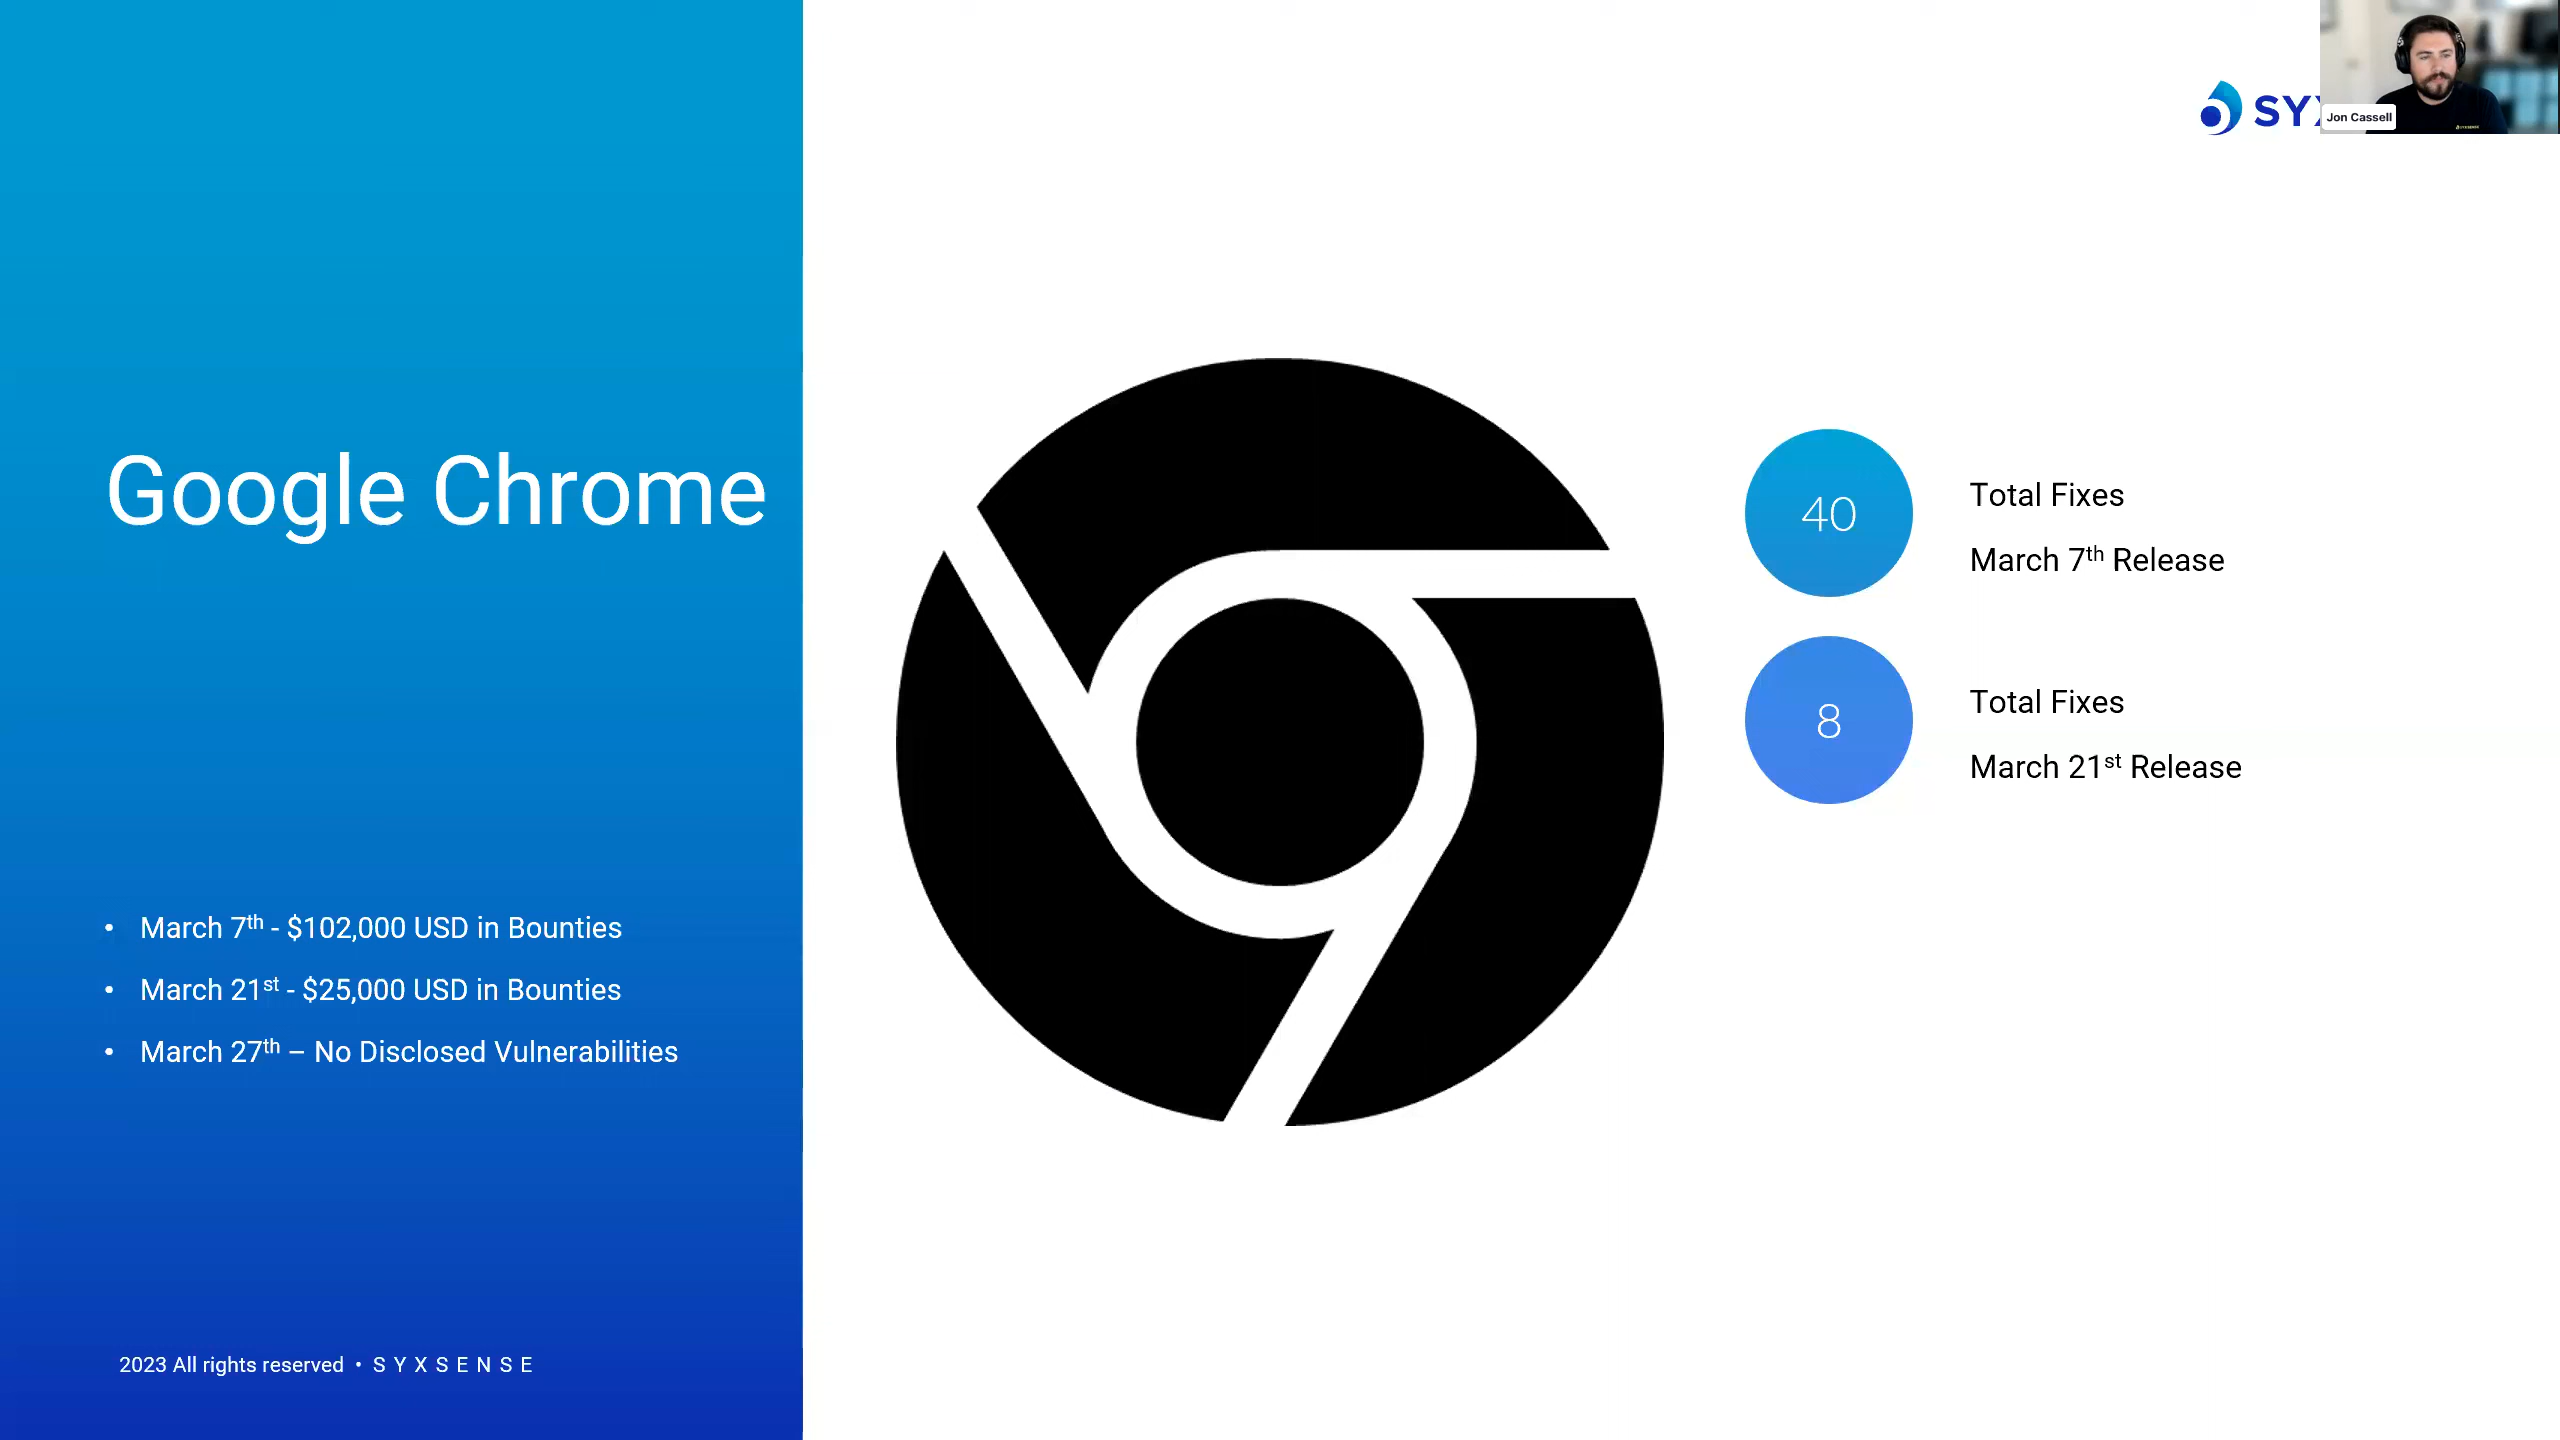 Google Chrome
• March 7th - $102,000 USD in Bounties
• March 21st - $25,000 USD in Bounties
• March 27th – No Disclosed Vulnerabilities
2023 All rights reserved • SYXSENSE
40
Total Fixes
March 7th Release
8
Total Fixes
March 21st Release
Jon Cassell